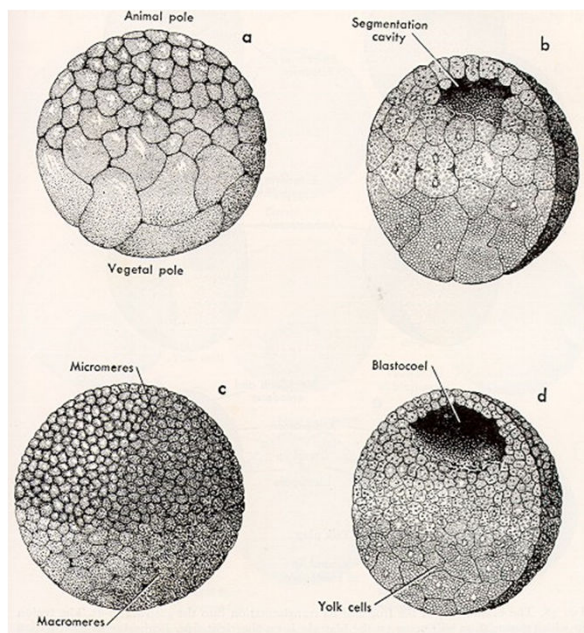 Animal pole
a
Segmentation
cavity
b
Vegetal pole
Micromeres
c
Blastocoel
d
Yolk cells
Macromeres